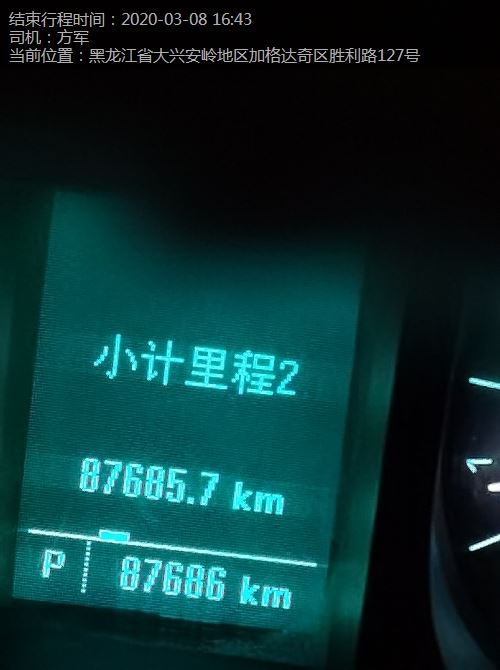 结束行程时间：2020-03-08 16:43
司机：方军
当前位置：黑龙江省大兴安岭地区加格达奇区胜利路127号
小计里程2
87685.7 km
P 87686 km
1